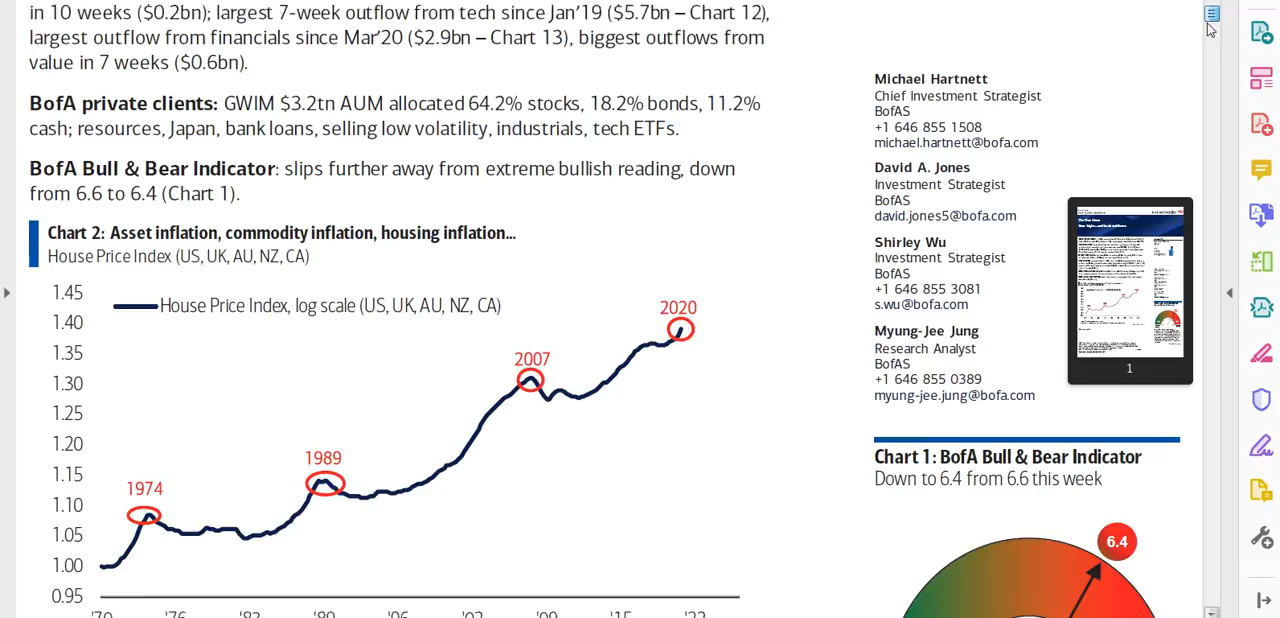 in 10 weeks ($0.2bn); largest 7-week outflow from tech since Jan'19 ($5.7bn – Chart 12),
largest outflow from financials since Mar'20 ($2.9bn – Chart 13), biggest outflows from
value in 7 weeks ($0.6bn).
BofA private clients: GWIM $3.2tn AUM allocated 64.2% stocks, 18.2% bonds, 11.2%
cash; resources, Japan, bank loans, selling low volatility, industrials, tech ETFs.
BofA Bull & Bear Indicator: slips further away from extreme bullish reading, down
from 6.6 to 6.4 (Chart 1).
Chart 2: Asset inflation, commodity inflation, housing inflation...
House Price Index (US, UK, AU, NZ, CA)
House Price Index, log scale (US, UK, AU, NZ, CA)
1.45
1.40
1.35
1.30
1.25
1.20
1.15
1.10
1.05
1.00
0.95
1974
1989
2007
2020
'70 '76 '83 '89 '96 '02 '09 '15 '22
Michael Hartnett
Chief Investment Strategist
BofAS
+1 646 855 1508
michael.hartnett@bofa.com
David A. Jones
Investment Strategist
BofAS
david.jones5@bofa.com
Shirley Wu
Investment Strategist
BofAS
+1 646 855 3081
s.wu@bofa.com
Myung-Jee Jung
Research Analyst
BofAS
+1 646 855 0389
myung-jee.jung@bofa.com
1
Chart 1: BofA Bull & Bear Indicator
Down to 6.4 from 6.6 this week
6.4